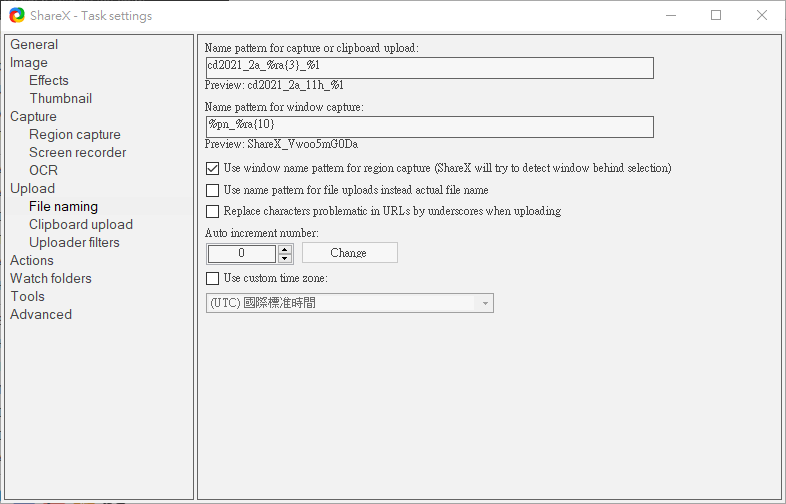 ShareX - Task settings
General
Image
Effects
Thumbnail
Capture
Region capture
Screen recorder
OCR
Upload
File naming
Clipboard upload
Uploader filters
Actions
Watch folders
Tools
Advanced
Name pattern for capture or clipboard upload:
cd2021_2a_%ra{3}_%1
Preview: cd2021_2a_11h_%1
Name pattern for window capture:
%pn_%ra{10}
Preview: ShareX_Vwoo5mG0Da
Use window name pattern for region capture (ShareX will try to detect window behind selection)
Use name pattern for file uploads instead actual file name
Replace characters problematic in URLs by underscores when uploading
Auto increment number:
0 Change
Use custom time zone:
(UTC) 國際標准時間